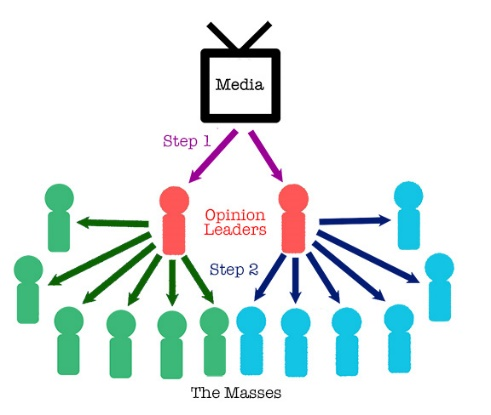 Media
Step 1
Opinion
Leaders
Step 2
The Masses